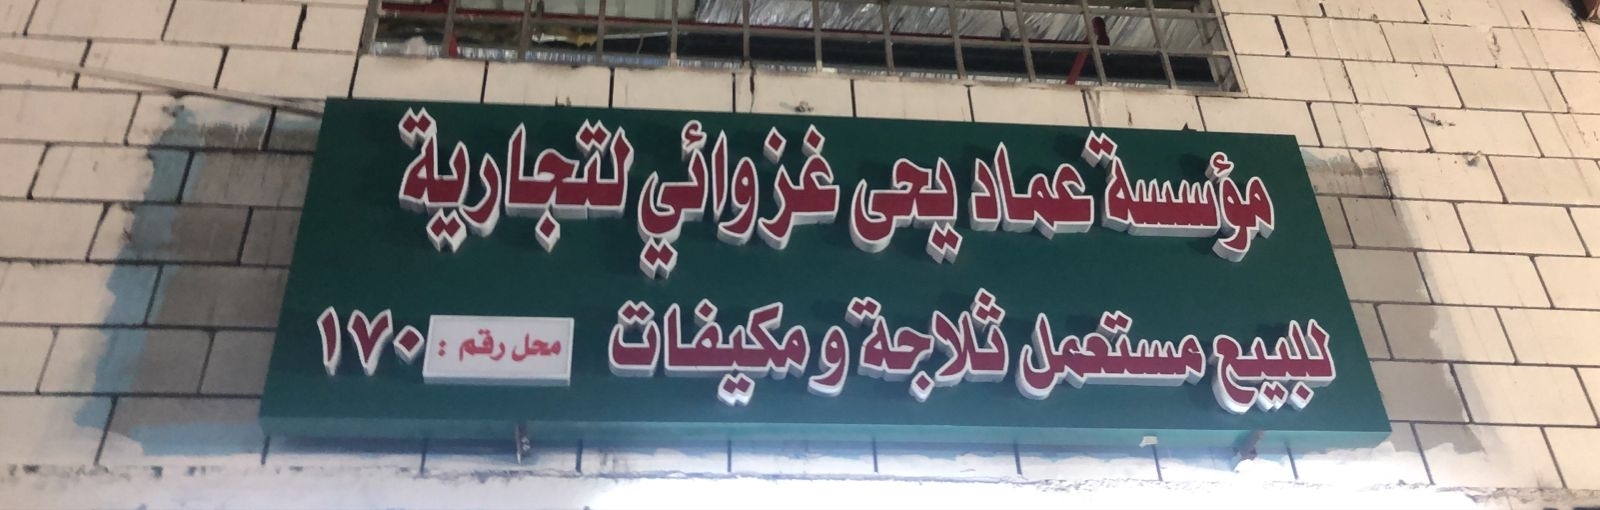 مؤسسة عماد يحى غزوائي لتجارية
للبيع مستعمل ثلاجة و مكيفات
محل رقم : ١٧٠